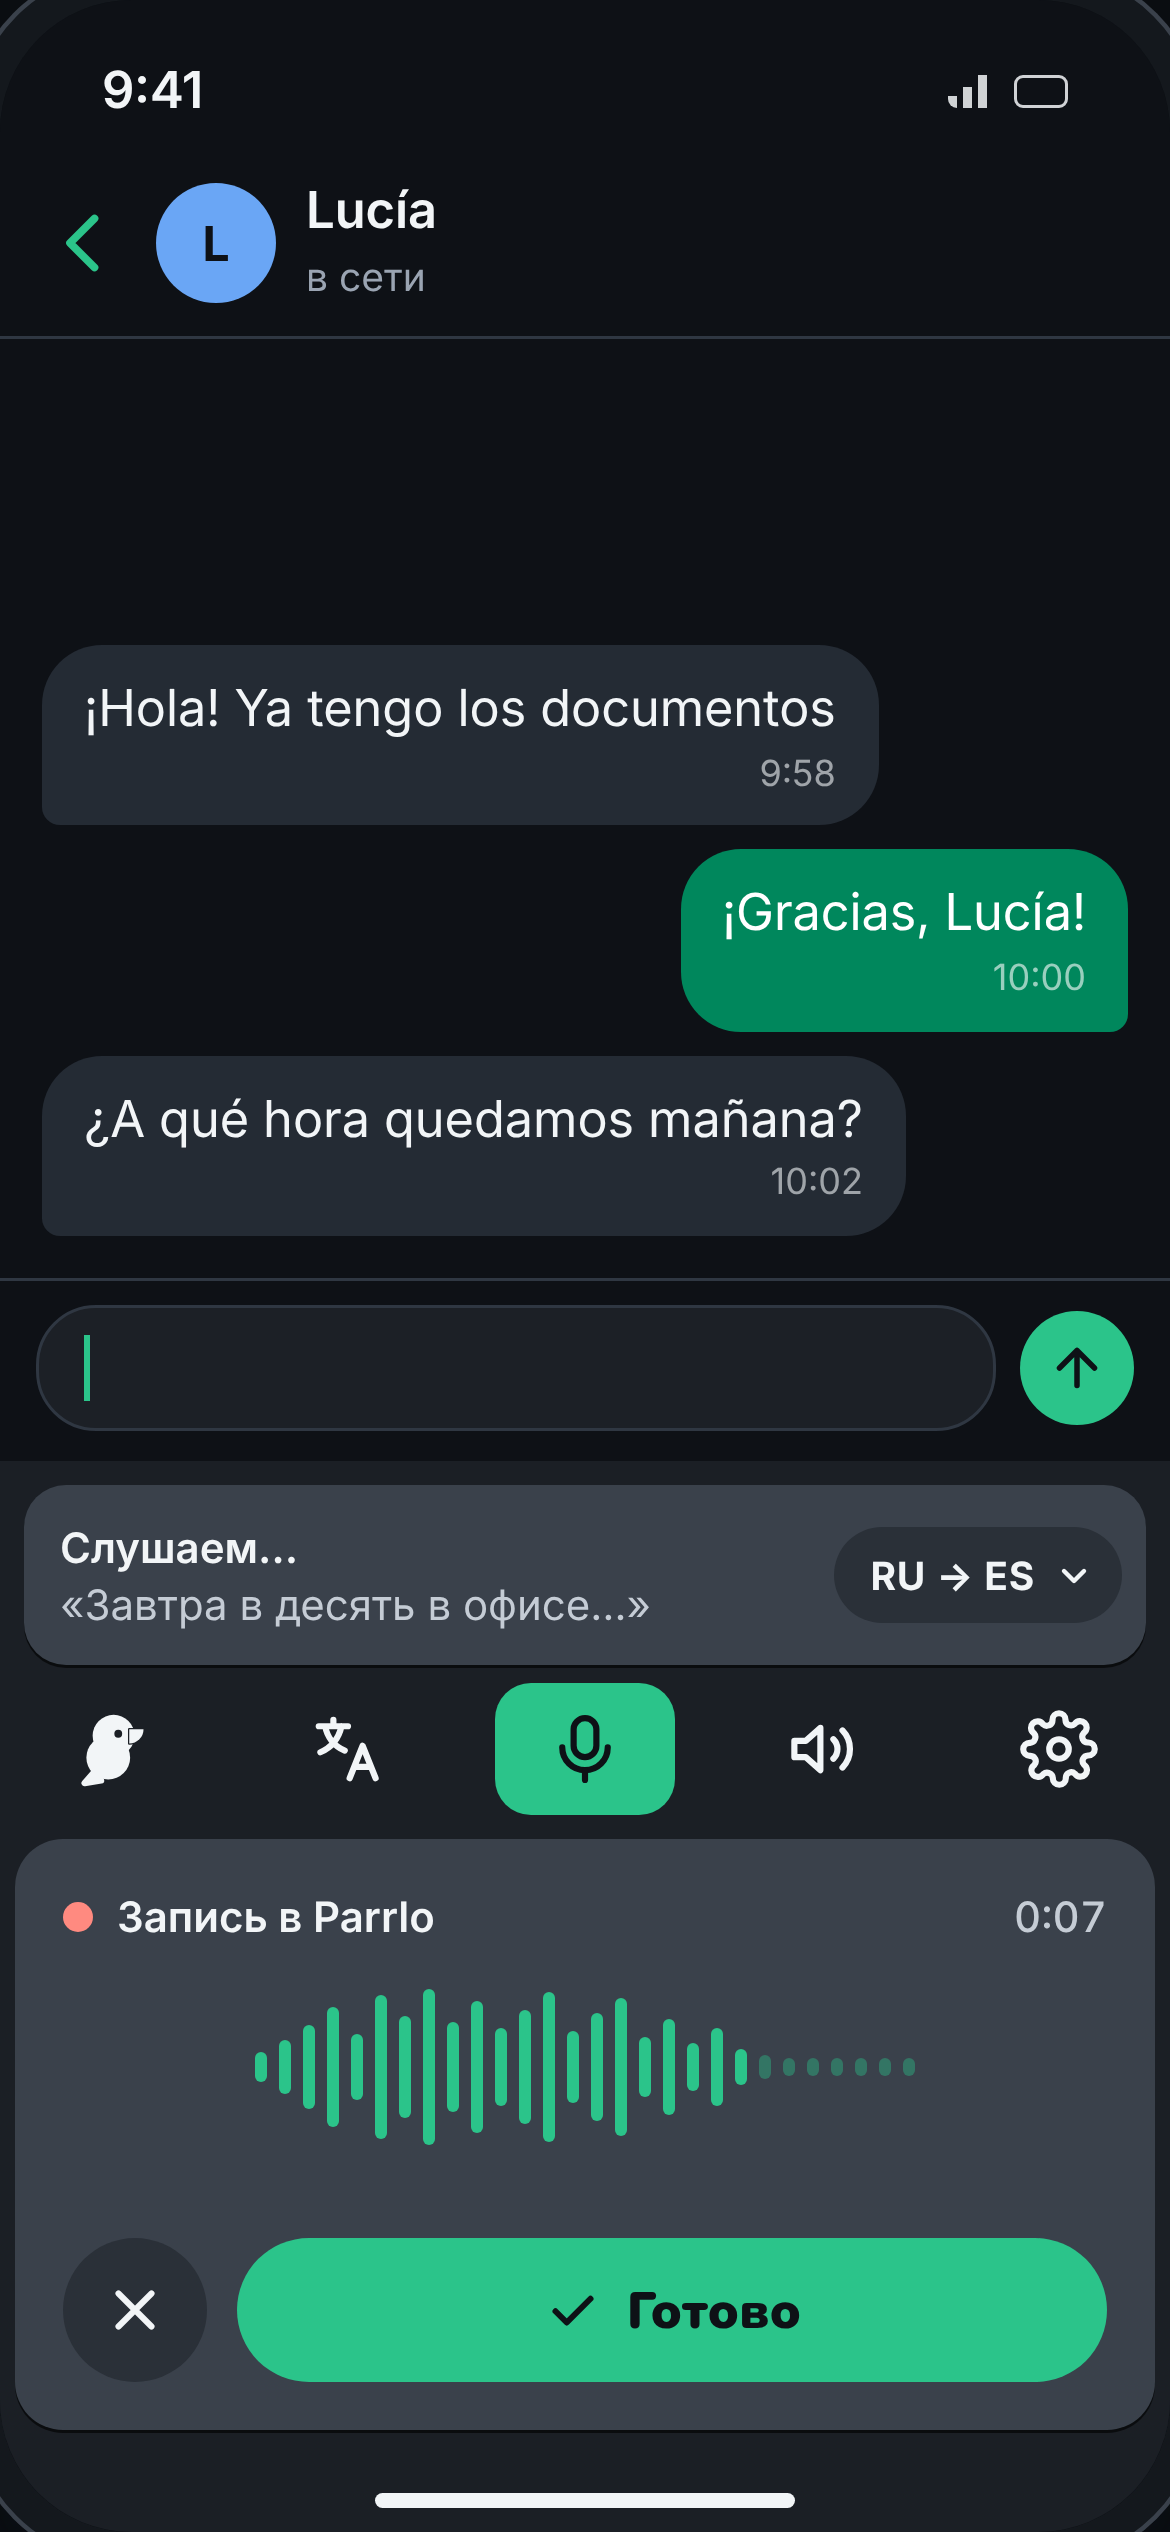 9:41
L
Lucía
в сети
¡Hola! Ya tengo los documentos
9:58
¡Gracias, Lucía!
10:00
¿A qué hora quedamos mañana?
10:02
Слушаем...
«Завтра в десять в офисе...»
RU → ES
Запись в Parrlo
0:07
Готово